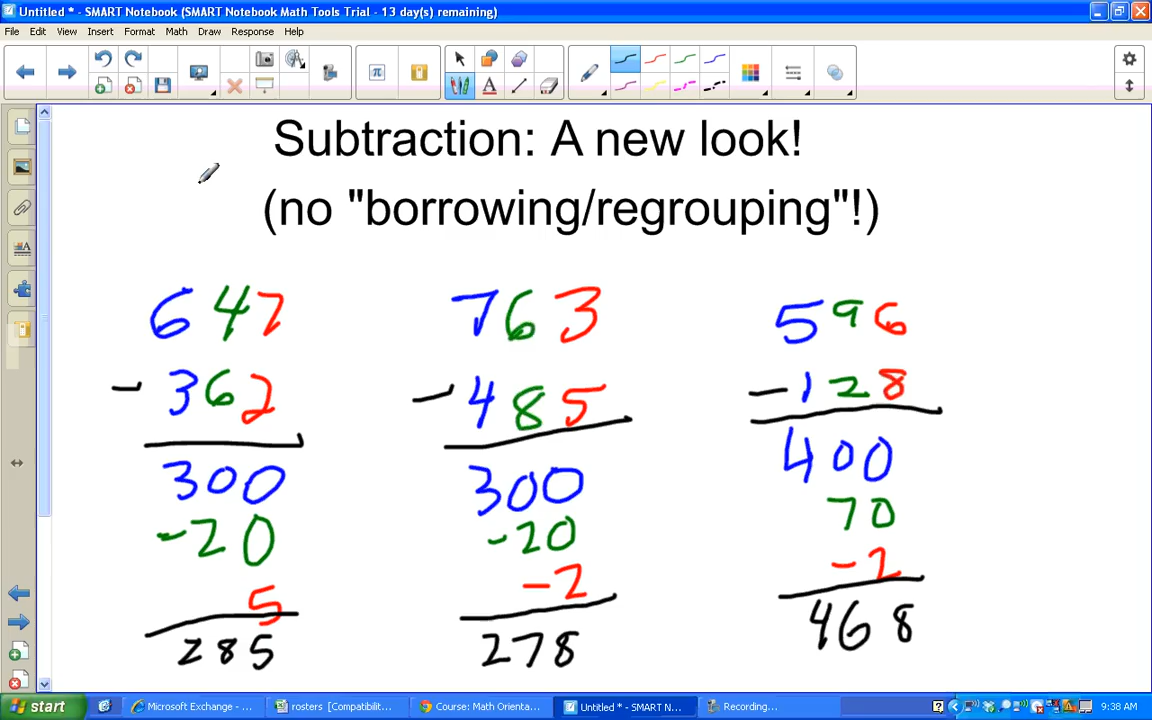 Untitled * - SMART Notebook (SMART Notebook Math Tools Trial - 13 day(s) remaining)
File Edit View Insert Format Math Draw Response Help
Subtraction: A new look!
(no "borrowing/regrouping"!)
647 763 596
- 362 - 485 - 128
300 300 400
-20 -20 70
5 -2 -2
285 278 468
start Microsoft Exchange - ... rosters [Compatibilit... Course: Math Orienta... Untitled * - SMART N... Recording... 9:38 AM